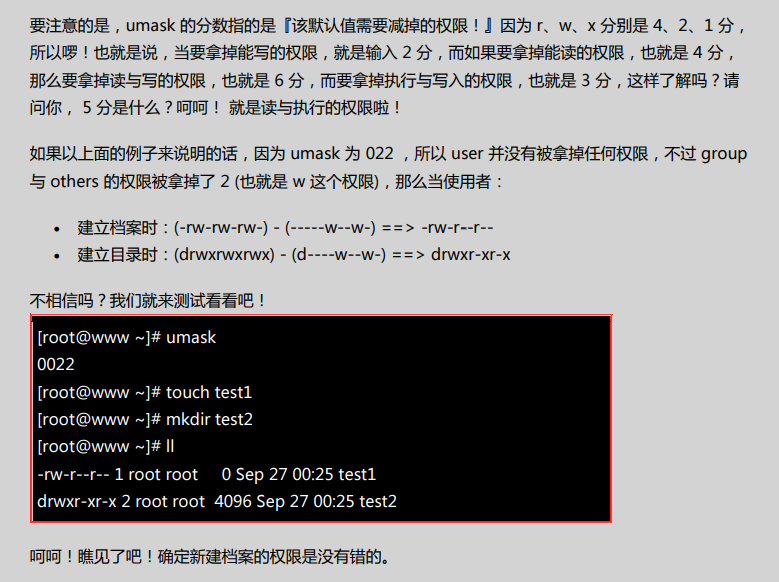 要注意的是，umask 的分数指的是『该默认值需要减掉的权限！』因为 r、w、x 分别是 4、2、1 分，
所以啰！也就是说，当要拿掉能写的权限，就是输入 2 分，而如果要拿掉能读的权限，也就是 4 分，
那么要拿掉读与写的权限，也就是 6 分，而要拿掉执行与写入的权限，也就是 3 分，这样了解吗？请
问你， 5 分是什么？呵呵！ 就是读与执行的权限啦！
如果以上面的例子来说明的话，因为 umask 为 022 ，所以 user 并没有被拿掉任何权限，不过 group
与 others 的权限被拿掉了 2 (也就是 w 这个权限)，那么当使用者：
• 建立档案时：(-rw-rw-rw-) - (-----w--w-) ==> -rw-r--r--
• 建立目录时：(drwxrwxrwx) - (d----w--w-) ==> drwxr-xr-x
不相信吗？我们就来测试看看吧！
[root@www ~]# umask
0022
[root@www ~]# touch test1
[root@www ~]# mkdir test2
[root@www ~]# ll
-rw-r--r-- 1 root root 0 Sep 27 00:25 test1
drwxr-xr-x 2 root root 4096 Sep 27 00:25 test2
呵呵！瞧见了吧！确定新建档案的权限是没有错的。